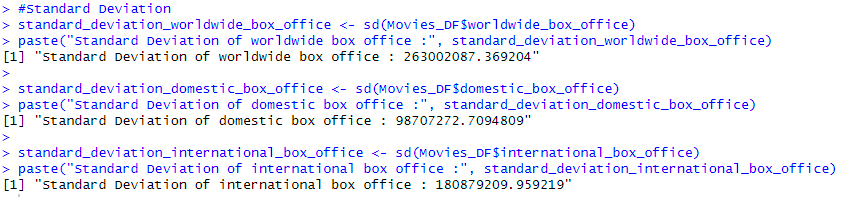 > #Standard Deviation
> standard_deviation_worldwide_box_office <- sd(Movies_DF$worldwide_box_office)
> paste("Standard Deviation of worldwide box office :", standard_deviation_worldwide_box_office)
[1] "Standard Deviation of worldwide box office : 263002087.369204"
>
> standard_deviation_domestic_box_office <- sd(Movies_DF$domestic_box_office)
> paste("Standard Deviation of domestic box office :", standard_deviation_domestic_box_office)
[1] "Standard Deviation of domestic box office : 98707272.7094809"
>
> standard_deviation_international_box_office <- sd(Movies_DF$international_box_office)
> paste("Standard Deviation of international box office :", standard_deviation_international_box_office)
[1] "Standard Deviation of international box office : 180879209.959219"